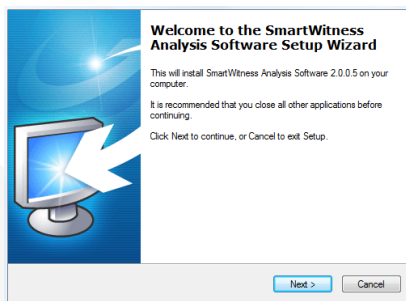 Welcome to the SmartWitness
Analysis Software Setup Wizard
This will install SmartWitness Analysis Software 2.0.0.5 on your
computer.
It is recommended that you close all other applications before
continuing.
Click Next to continue, or Cancel to exit Setup.
Next >
Cancel